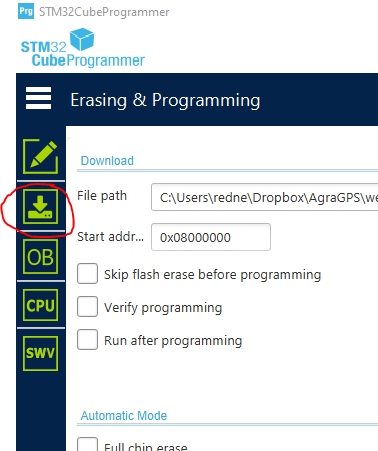 Prg STM32CubeProgrammer
STM32
CubeProgrammer
Erasing & Programming
Download
File path C:\Users\redne\Dropbox\AgraGPS\we
Start addr... 0x08000000
OB
Skip flash erase before programming
CPU
Verify programming
SWV
Run after programming
Automatic Mode
Full chip erase